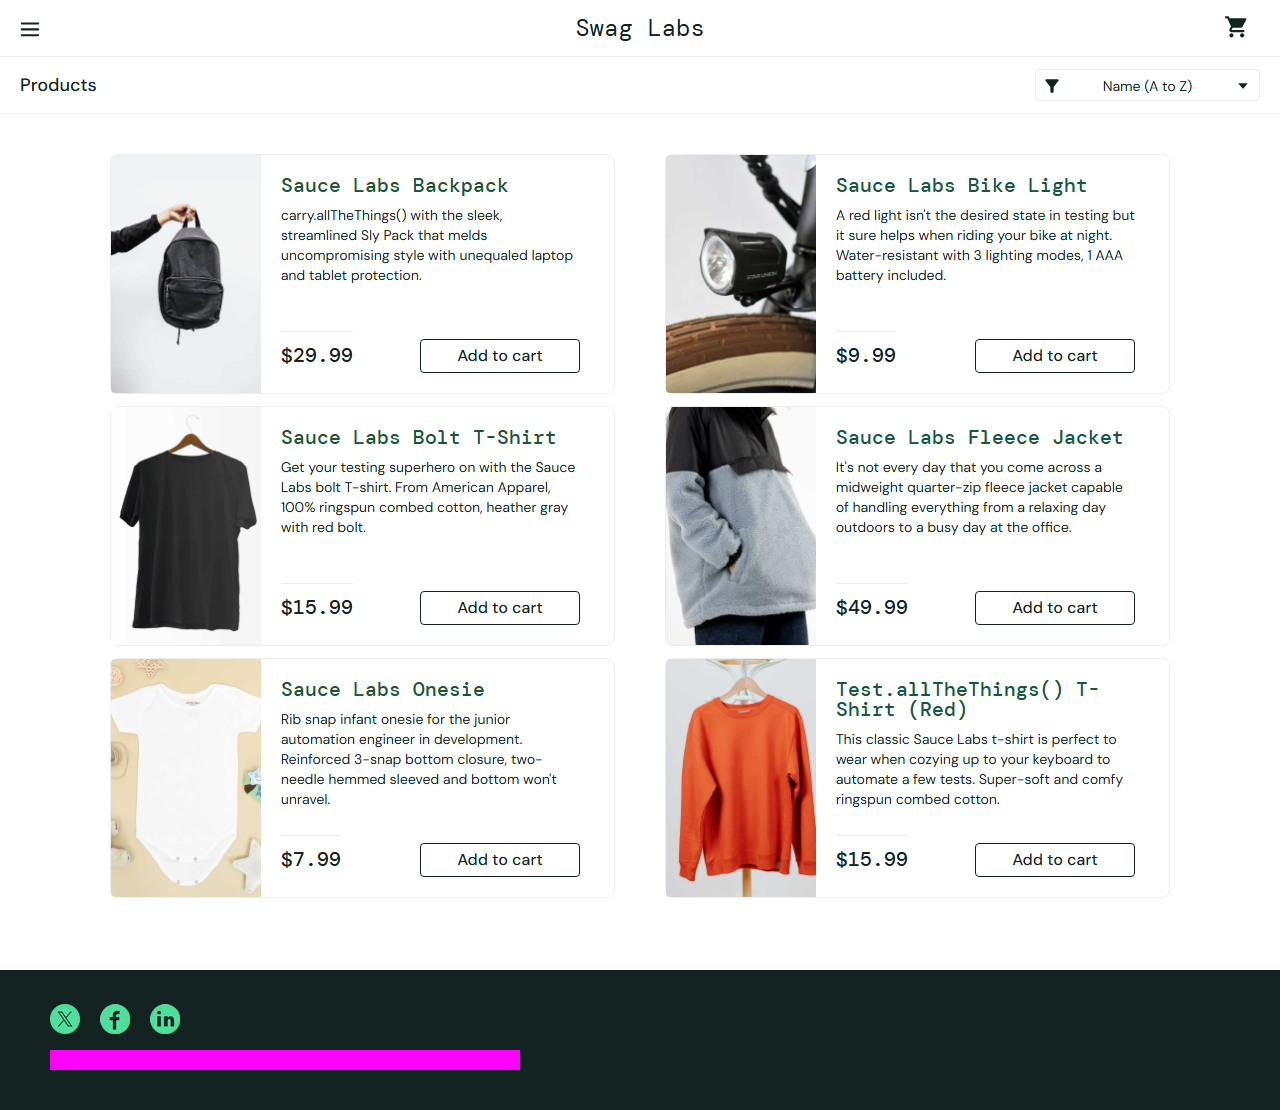 Swag Labs
Products
Name (A to Z)
Sauce Labs Backpack
carry.allTheThings() with the sleek,
streamlined Sly Pack that melds
uncompromising style with unequaled laptop
and tablet protection.
$29.99
Add to cart
Sauce Labs Bike Light
A red light isn't the desired state in testing but
it sure helps when riding your bike at night.
Water-resistant with 3 lighting modes, 1 AAA
battery included.
$9.99
Add to cart
Sauce Labs Bolt T-Shirt
Get your testing superhero on with the Sauce
Labs bolt T-shirt. From American Apparel,
100% ringspun combed cotton, heather gray
with red bolt.
$15.99
Add to cart
Sauce Labs Fleece Jacket
It's not every day that you come across a
midweight quarter-zip fleece jacket capable
of handling everything from a relaxing day
outdoors to a busy day at the office.
$49.99
Add to cart
Sauce Labs Onesie
Rib snap infant onesie for the junior
automation engineer in development.
Reinforced 3-snap bottom closure, two-
needle hemmed sleeved and bottom won't
unravel.
$7.99
Add to cart
Test.allTheThings() T-
Shirt (Red)
This classic Sauce Labs t-shirt is perfect to
wear when cozying up to your keyboard to
automate a few tests. Super-soft and comfy
ringspun combed cotton.
$15.99
Add to cart